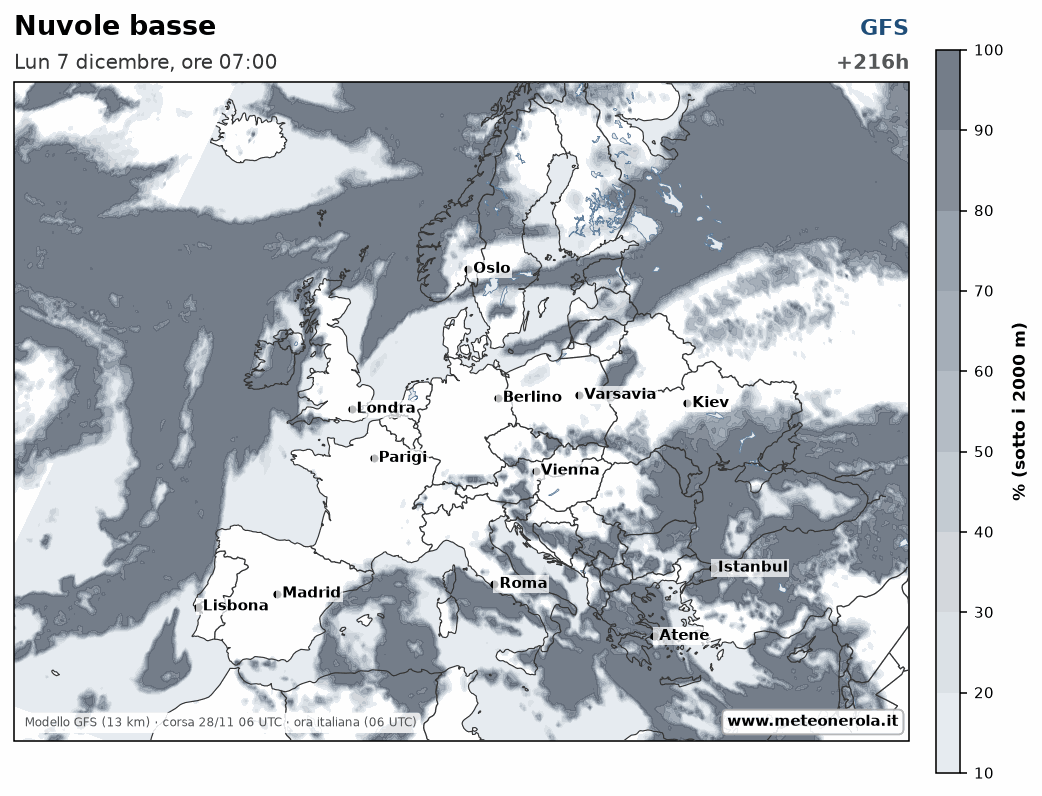 Nuvole basse
GFS
Lun 7 dicembre, ore 07:00
+216h
100
90
80
70
60
50
40
30
20
10
% (sotto i 2000 m)
Oslo
Londra
Berlino
Varsavia
Kiev
Parigi
Vienna
Istanbul
Roma
Madrid
Lisbona
Atene
Modello GFS (13 km) · corsa 28/11 06 UTC · ora italiana (06 UTC)
www.meteonerola.it